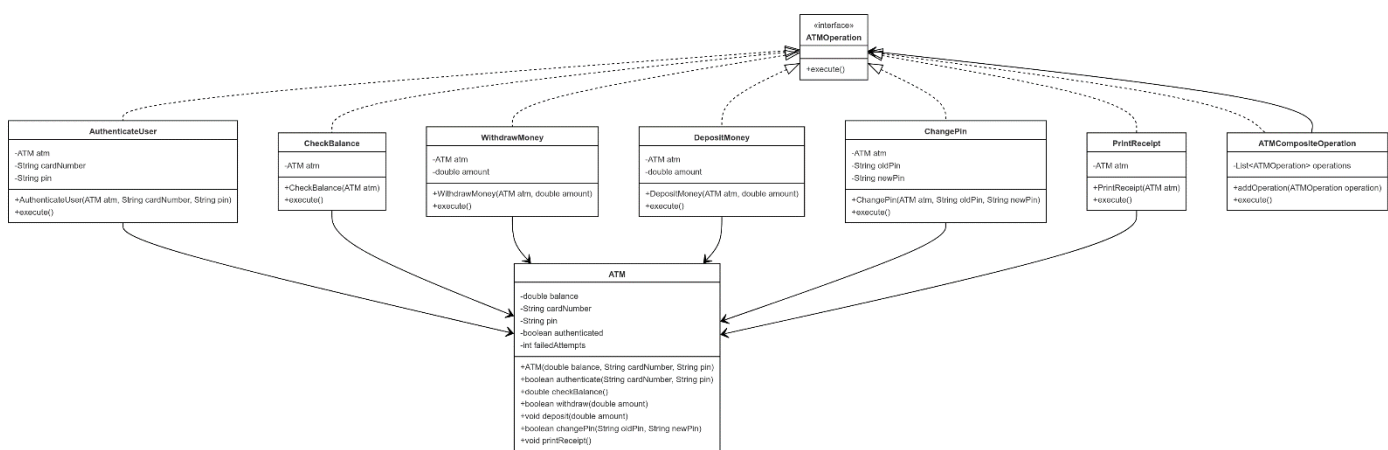 «interface»
ATMOperation
+execute()
AuthenticateUser
-ATM atm
-String cardNumber
-String pin
+AuthenticateUser(ATM atm, String cardNumber, String pin)
+execute()
CheckBalance
-ATM atm
+CheckBalance(ATM atm)
+execute()
WithdrawMoney
-ATM atm
-double amount
+WithdrawMoney(ATM atm, double amount)
+execute()
DepositMoney
-ATM atm
-double amount
+DepositMoney(ATM atm, double amount)
+execute()
ChangePin
-ATM atm
-String oldPin
-String newPin
+ChangePin(ATM atm, String oldPin, String newPin)
+execute()
PrintReceipt
-ATM atm
+PrintReceipt(ATM atm)
+execute()
ATMCompositeOperation
-List<ATMOperation> operations
+addOperation(ATMOperation operation)
+execute()
ATM
-double balance
-String cardNumber
-String pin
-boolean authenticated
-int failedAttempts
+ATM(double balance, String cardNumber, String pin)
+boolean authenticate(String cardNumber, String pin)
+double checkBalance()
+boolean withdraw(double amount)
+void deposit(double amount)
+boolean changePin(String oldPin, String newPin)
+void printReceipt()